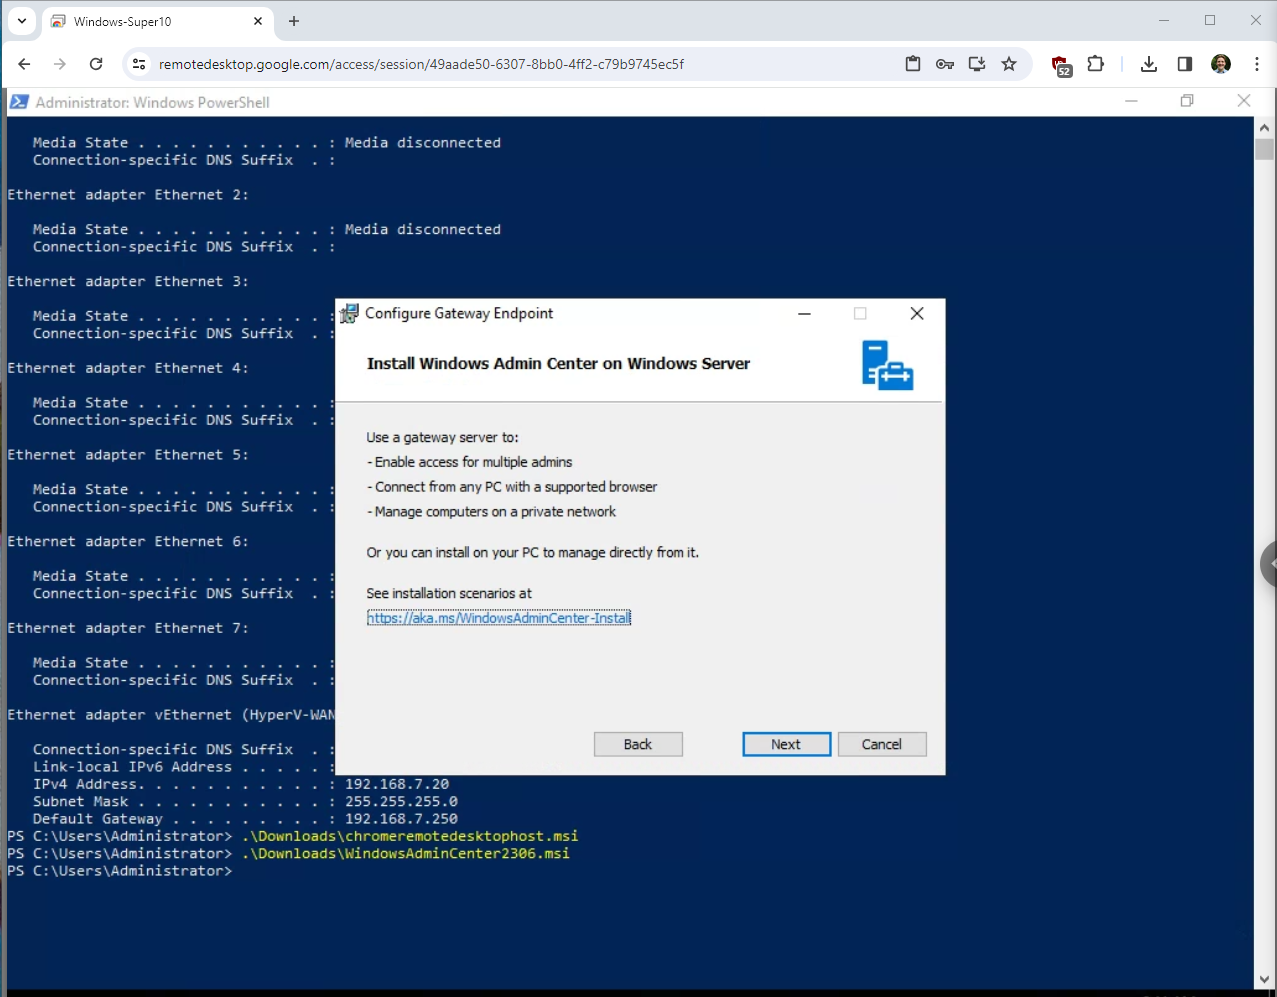 Windows-Super10
remotedesktop.google.com/access/session/49aade50-6307-8bb0-4ff2-c79b9745ec5f
52
Administrator: Windows PowerShell
Media State . . . . . . . . . . . : Media disconnected
Connection-specific DNS Suffix  . :
Ethernet adapter Ethernet 2:
Media State . . . . . . . . . . . : Media disconnected
Connection-specific DNS Suffix  . :
Ethernet adapter Ethernet 3:
Media State . . . . . . . . . . . :
Connection-specific DNS Suffix  . :
Ethernet adapter Ethernet 4:
Media State . . . . . . . . . . . :
Connection-specific DNS Suffix  . :
Ethernet adapter Ethernet 5:
Media State . . . . . . . . . . . :
Connection-specific DNS Suffix  . :
Ethernet adapter Ethernet 6:
Media State . . . . . . . . . . . :
Connection-specific DNS Suffix  . :
Ethernet adapter Ethernet 7:
Media State . . . . . . . . . . . :
Connection-specific DNS Suffix  . :
Ethernet adapter vEthernet (HyperV-WAN
Connection-specific DNS Suffix  . :
Link-local IPv6 Address . . . . . :
IPv4 Address. . . . . . . . . . . : 192.168.7.20
Subnet Mask . . . . . . . . . . . : 255.255.255.0
Default Gateway . . . . . . . . . : 192.168.7.250
PS C:\Users\Administrator> .\Downloads\chromeremotedesktophost.msi
PS C:\Users\Administrator> .\Downloads\WindowsAdminCenter2306.msi
PS C:\Users\Administrator>
Configure Gateway Endpoint
Install Windows Admin Center on Windows Server
Use a gateway server to:
- Enable access for multiple admins
- Connect from any PC with a supported browser
- Manage computers on a private network
Or you can install on your PC to manage directly from it.
See installation scenarios at
https://aka.ms/WindowsAdminCenter-Install
Back Next Cancel